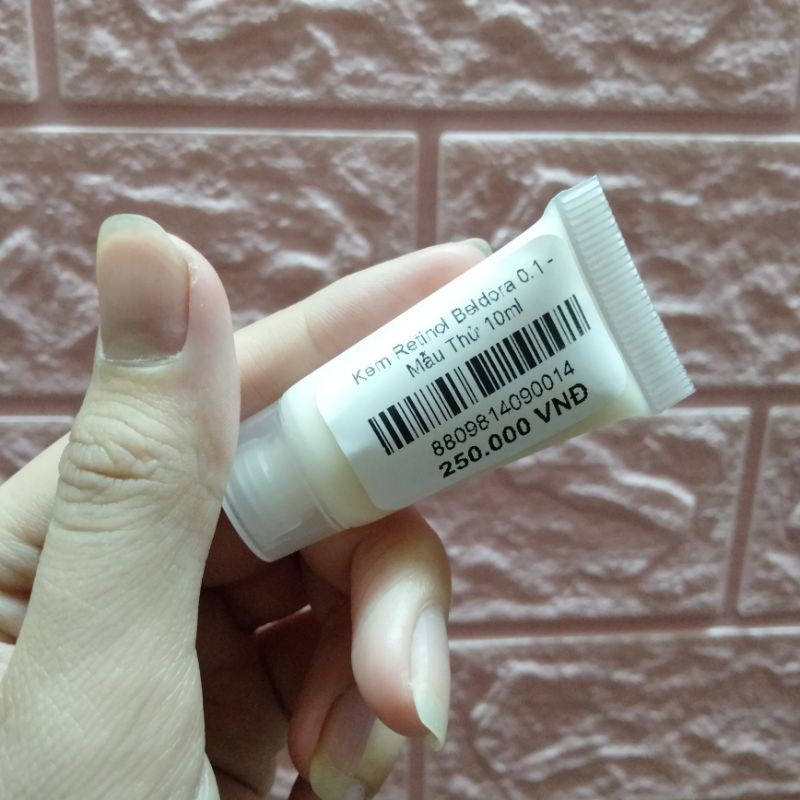 Kem Retinol Beldora 0.1 -
Mẫu Thử 10ml
8809814090014
250.000 VNĐ